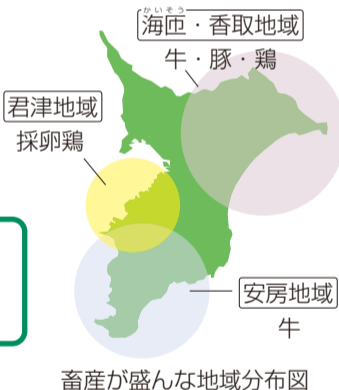 かいそう
海匝・香取地域
牛・豚・鶏
君津地域
採卵鶏
安房地域
牛
畜産が盛んな地域分布図